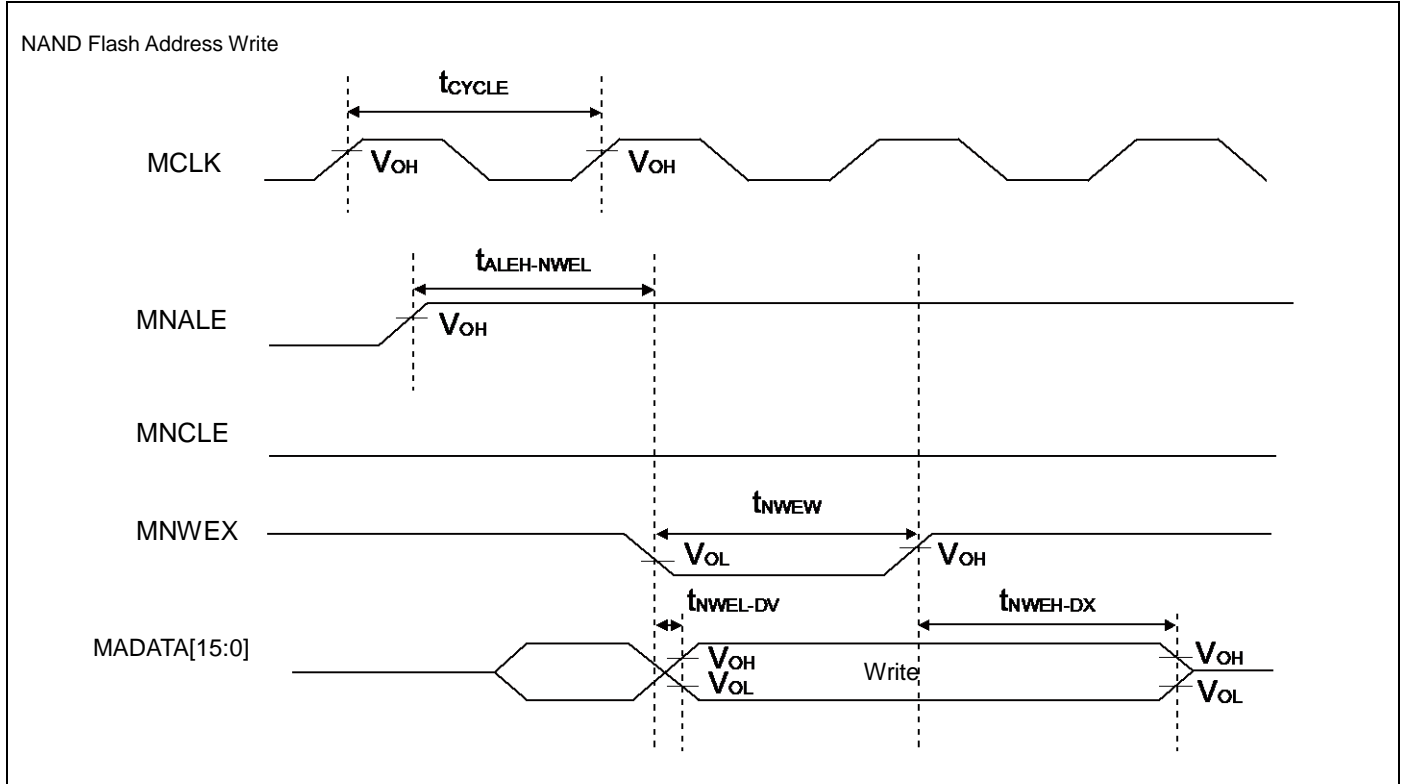 NAND Flash Address Write
tCYCLE
MCLK
VOH
VOH
tALEH-NWEL
MNALE
VOH
MNCLE
tNWEW
MNWEX
VOL
VOH
tNWEL-DV
tNWEH-DX
MADATA[15:0]
VOH
Write
VOH
VOL
VOL